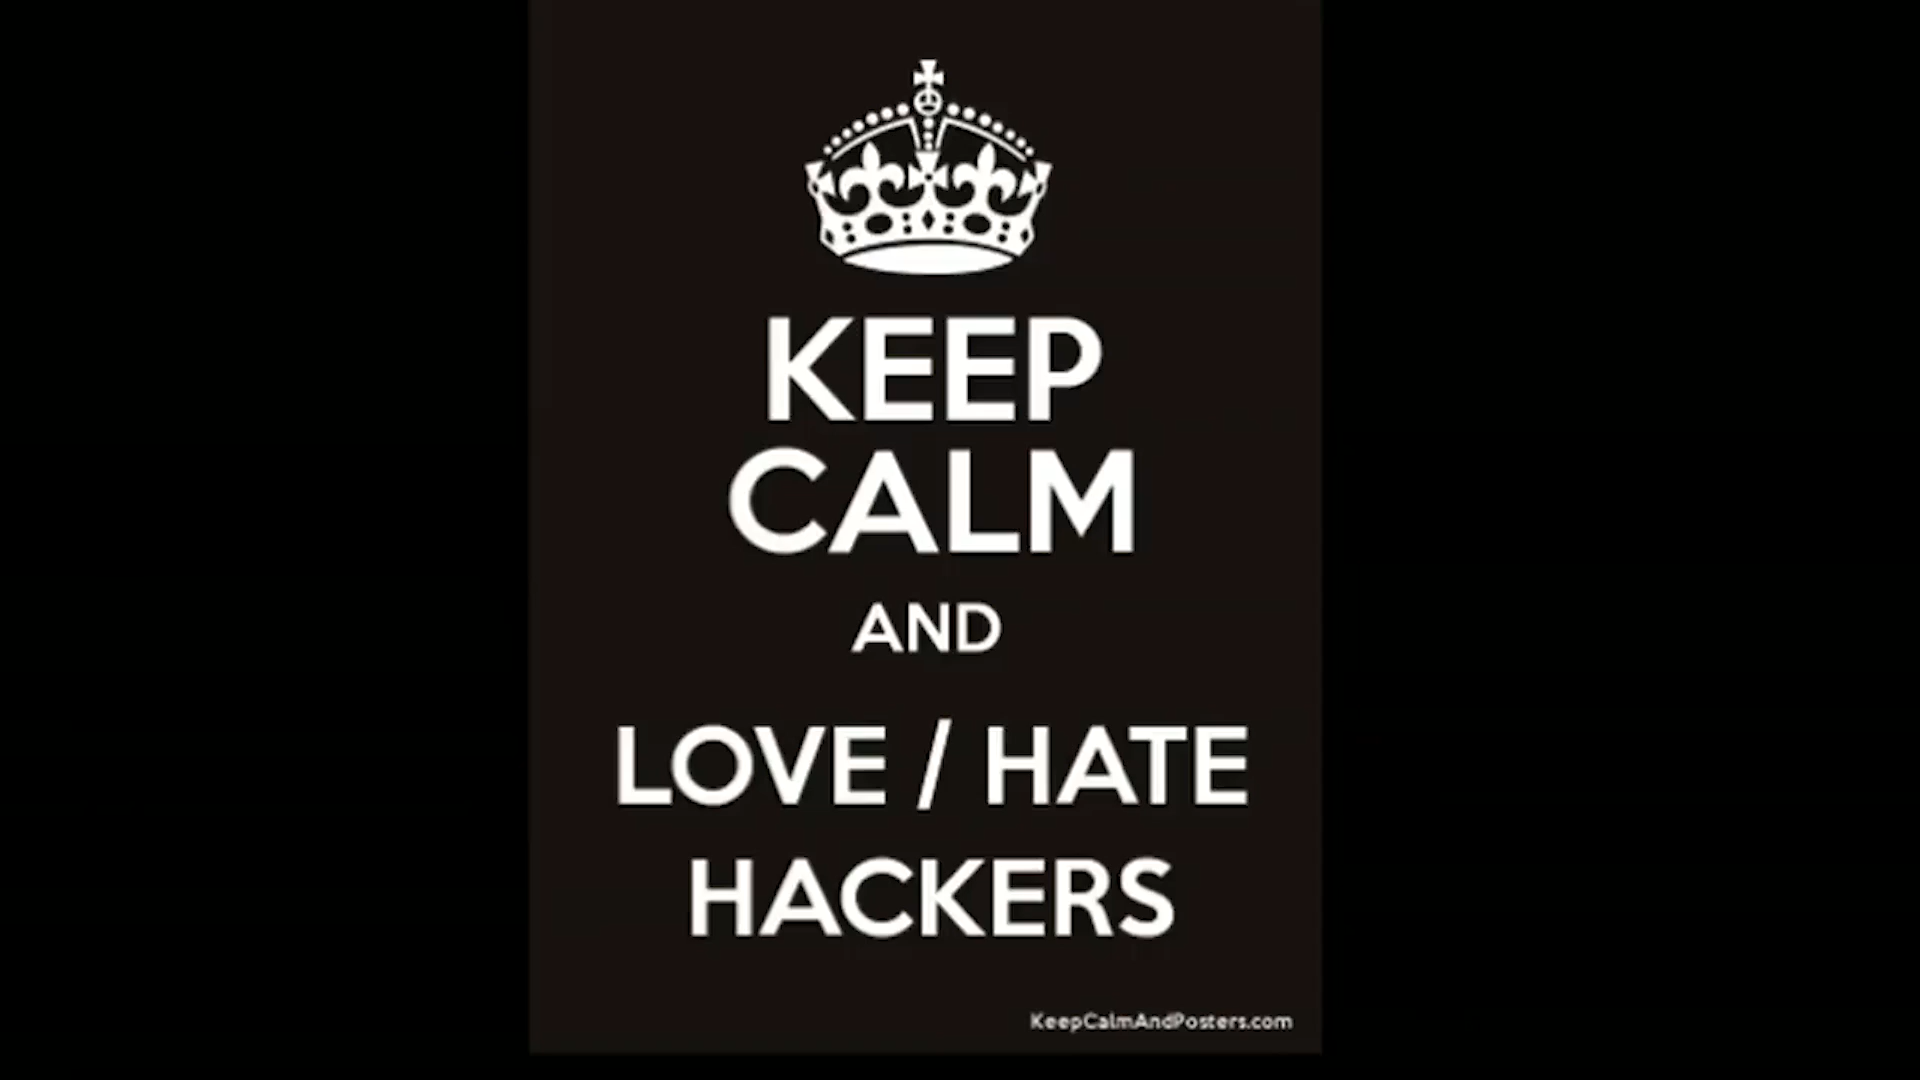 KEEP
CALM
AND
LOVE / HATE
HACKERS
KeepCalmAndPosters.com